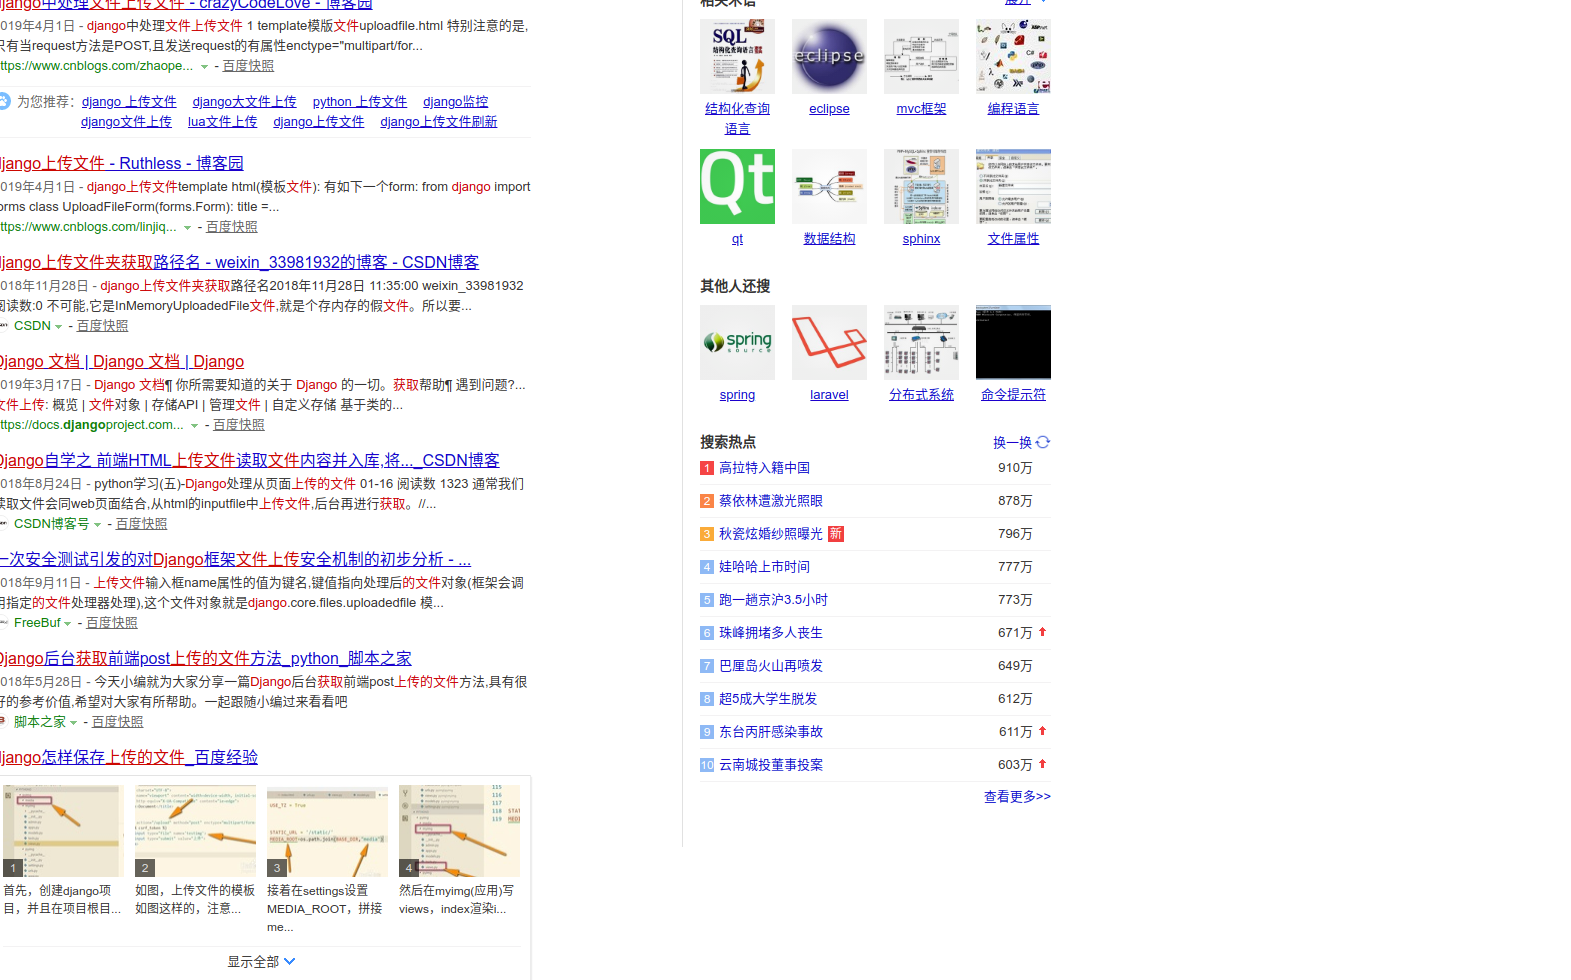 django中处理文件上传文件 - crazyCodeLove - 博客园
019年4月1日 - django中处理文件上传文件 1 template模版文件uploadfile.html 特别注意的是,
只有当request方法是POST,且发送request的有属性enctype="multipart/for...
ttps://www.cnblogs.com/zhaope... - 百度快照
为您推荐: django 上传文件 django大文件上传 python 上传文件 django监控
django文件上传 lua文件上传 django上传文件 django上传文件刷新
django上传文件 - Ruthless - 博客园
019年4月1日 - django上传文件template html(模板文件): 有如下一个form: from django import
orms class UploadFileForm(forms.Form): title =...
ttps://www.cnblogs.com/linjiq... - 百度快照
django上传文件夹获取路径名 - weixin_33981932的博客 - CSDN博客
018年11月28日 - django上传文件夹获取路径名2018年11月28日 11:35:00 weixin_33981932
阅读数:0 不可能,它是InMemoryUploadedFile文件,就是个存内存的假文件。所以要...
CSDN - 百度快照
Django 文档 | Django 文档 | Django
019年3月17日 - Django 文档¶ 你所需要知道的关于 Django 的一切。获取帮助¶ 遇到问题?...
文件上传: 概览 | 文件对象 | 存储API | 管理文件 | 自定义存储 基于类的...
ttps://docs.djangoproject.com... - 百度快照
Django自学之 前端HTML上传文件读取文件内容并入库,将..._CSDN博客
018年8月24日 - python学习(五)-Django处理从页面上传的文件 01-16 阅读数 1323 通常我们
读取文件会同web页面结合,从html的inputfile中上传文件,后台再进行获取。//...
CSDN博客号 - 百度快照
一次安全测试引发的对Django框架文件上传安全机制的初步分析 - ...
018年9月11日 - 上传文件输入框name属性的值为键名,键值指向处理后的文件对象(框架会调
用指定的文件处理器处理),这个文件对象就是django.core.files.uploadedfile 模...
FreeBuf - 百度快照
Django后台获取前端post上传的文件方法_python_脚本之家
018年5月28日 - 今天小编就为大家分享一篇Django后台获取前端post上传的文件方法,具有很
好的参考价值,希望对大家有所帮助。一起跟随小编过来看看吧
脚本之家 - 百度快照
django怎样保存上传的文件_百度经验
1 2 3 4
首先，创建django项
目，并且在项目根目...
如图，上传文件的模板
如图这样的，注意...
接着在settings设置
MEDIA_ROOT，拼接
me...
然后在myimg(应用)写
views，index渲染i...
显示全部
相关术语 展开
SQL
结构化查询语言
eclipse
结构化查询
语言
eclipse
mvc框架
编程语言
Qt
qt
数据结构
sphinx
文件属性
其他人还搜
spring
source
spring
laravel
分布式系统
命令提示符
搜索热点 换一换
1 高拉特入籍中国 910万
2 蔡依林遭激光照眼 878万
3 秋瓷炫婚纱照曝光 新 796万
4 娃哈哈上市时间 777万
5 跑一趟京沪3.5小时 773万
6 珠峰拥堵多人丧生 671万
7 巴厘岛火山再喷发 649万
8 超5成大学生脱发 612万
9 东台丙肝感染事故 611万
10 云南城投董事投案 603万
查看更多>>